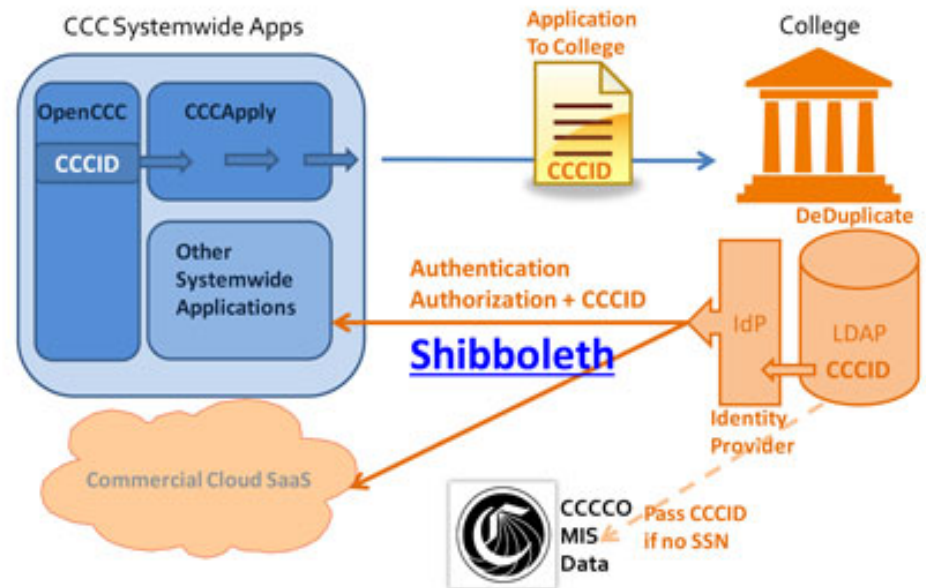 CCC Systemwide Apps
Application
To College
College
OpenCCC
CCCApply
CCCID
CCCID
DeDuplicate
Other
Systemwide
Applications
Authentication
Authorization + CCCID
Shibboleth
IdP
LDAP
CCCID
Identity
Provider
Commercial Cloud SaaS
CCCCO
MIS
Data
Pass CCCID
if no SSN